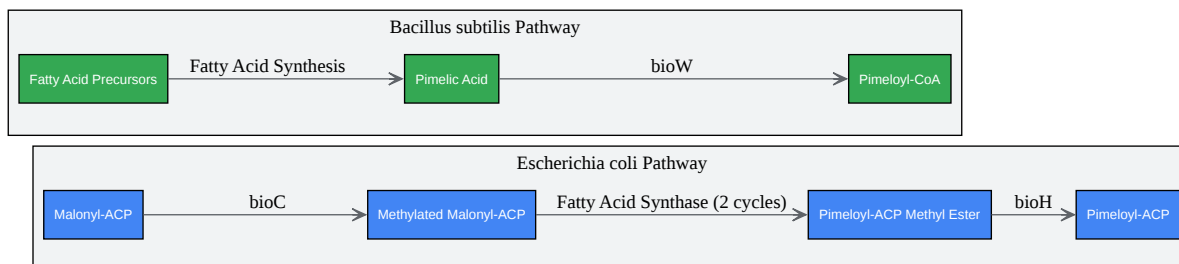 Bacillus subtilis Pathway
Fatty Acid Precursors
Fatty Acid Synthesis
Pimelic Acid
bioW
Pimeloyl-CoA
Escherichia coli Pathway
Malonyl-ACP
bioC
Methylated Malonyl-ACP
Fatty Acid Synthase (2 cycles)
Pimeloyl-ACP Methyl Ester
bioH
Pimeloyl-ACP